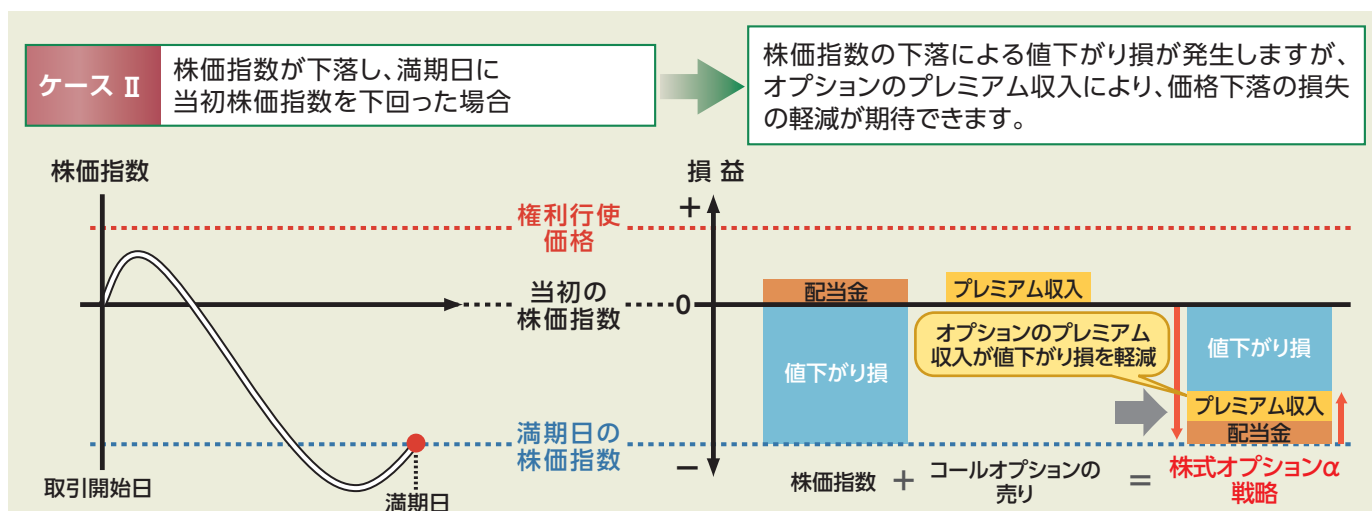 ケース Ⅱ
株価指数が下落し、満期日に
当初株価指数を下回った場合
株価指数の下落による値下がり損が発生しますが、
オプションのプレミアム収入により、価格下落の損失
の軽減が期待できます。
株価指数
権利行使
価格
当初の
株価指数
満期日の
株価指数
取引開始日
満期日
損 益
+
0
−
配当金
値下がり損
プレミアム収入
オプションのプレミアム
収入が値下がり損を軽減
値下がり損
プレミアム収入
配当金
株価指数 + コールオプションの
売り
= 株式オプションα
戦略